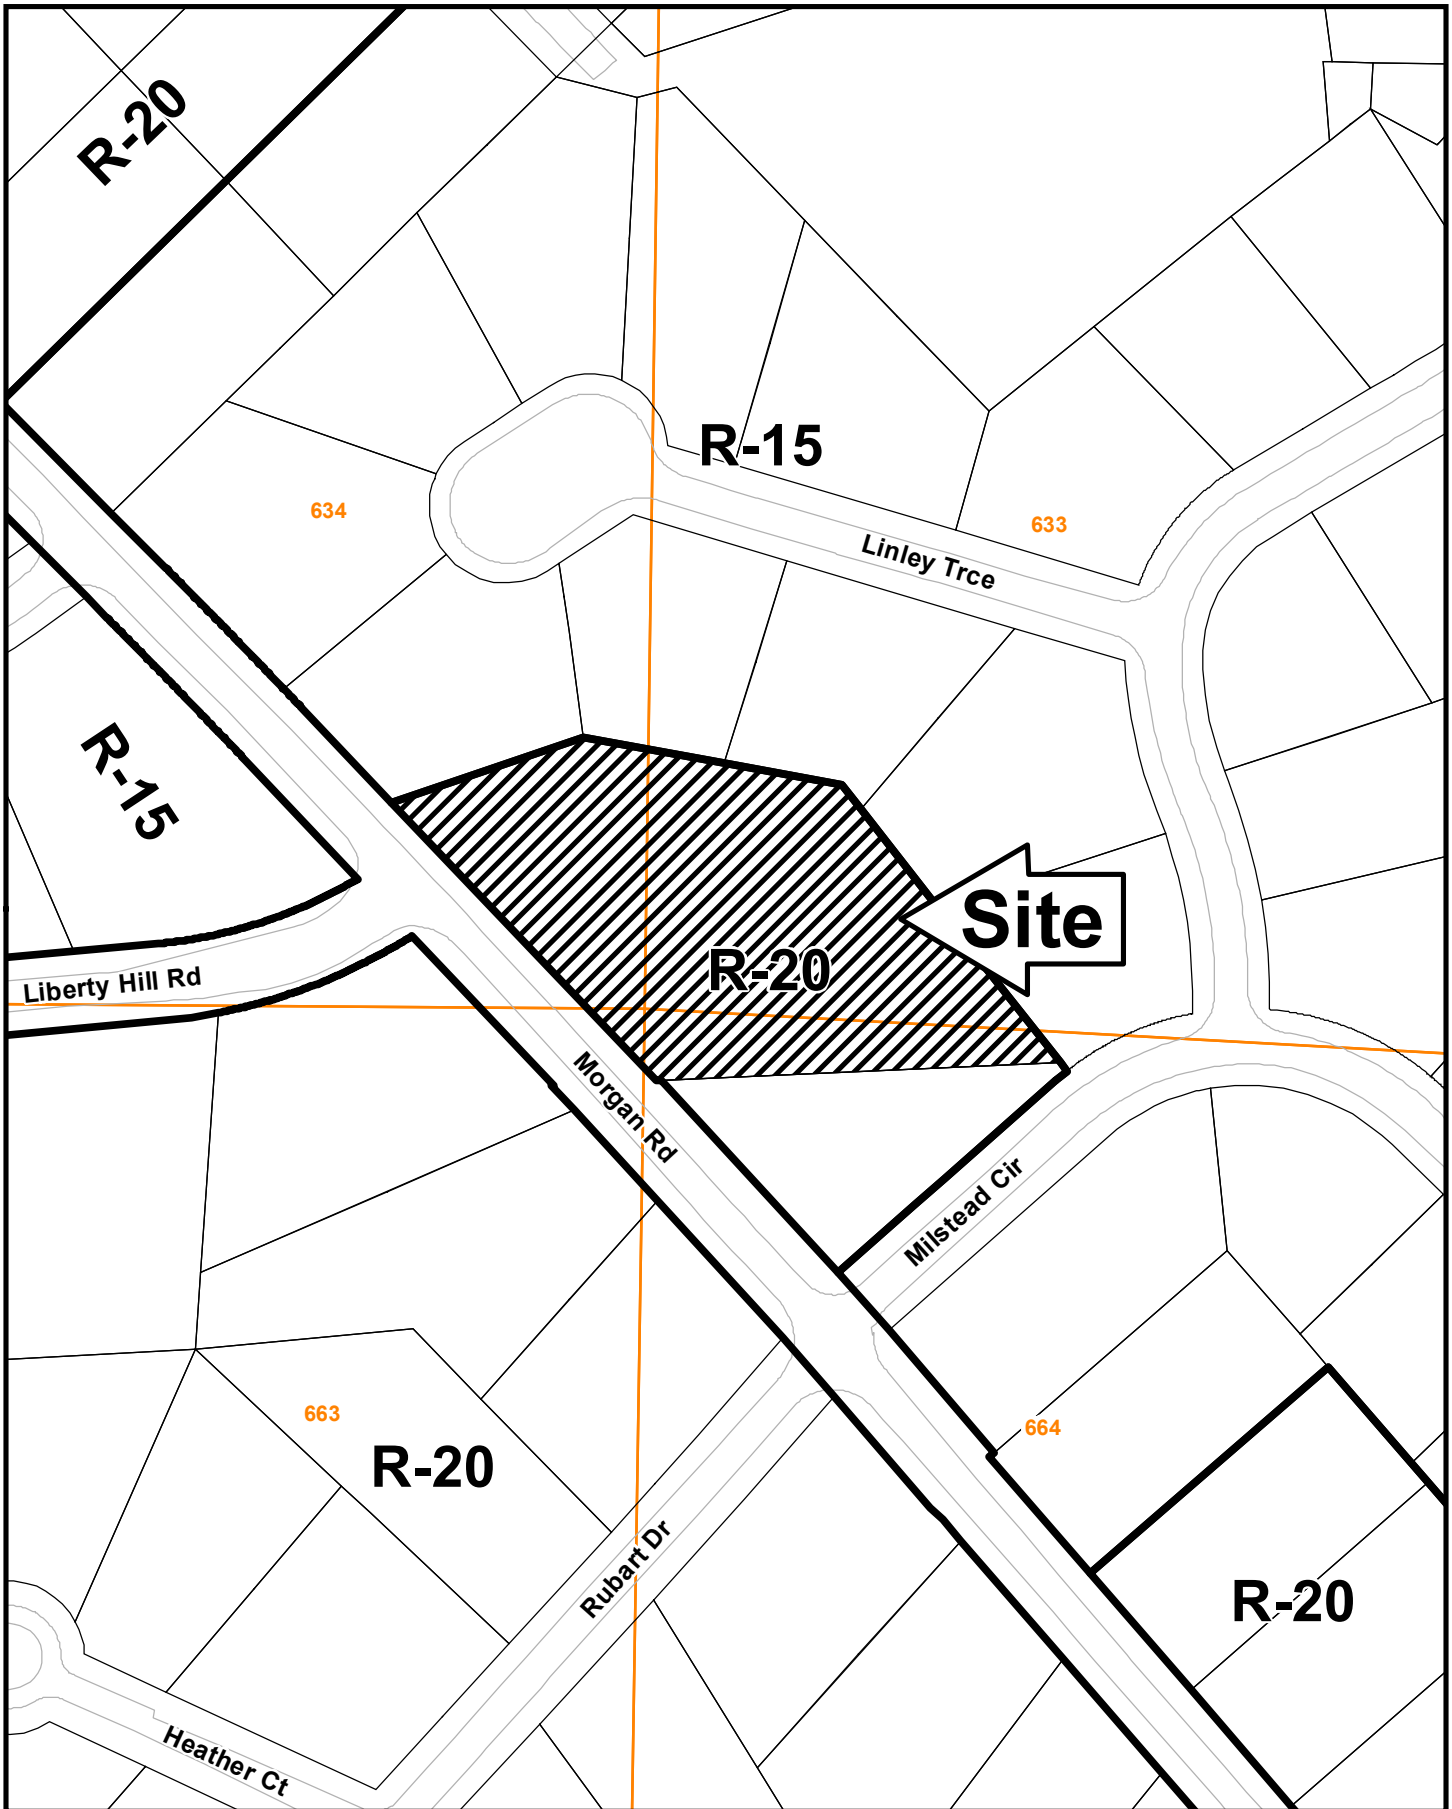 R-20
R-15
634
633
Linley Trce
R-15
Site
R-20
Liberty Hill Rd
Morgan Rd
Milstead Cir
663
664
R-20
Rubart Dr
R-20
Heather Ct